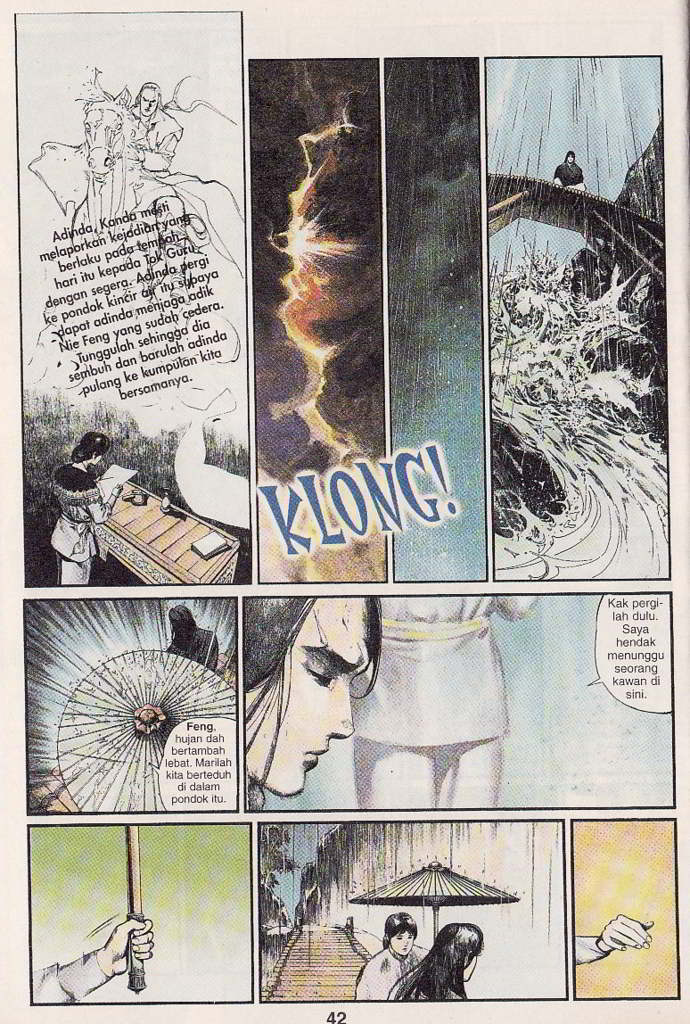 Adinda, Kanda mesti
melaporkan kejadian yang
berlaku pada tempoh
hari itu kepada Tok Guru
dengan segera. Adinda pergi
ke pondok kincir air itu supaya
dapat adinda menjaga adik
Nie Feng yang sudah cedera.
Tunggulah sehingga dia
sembuh dan barulah adinda
pulang ke kumpulan kita
bersamanya.
KLONG!
Feng,
hujan dah
bertambah
lebat. Marilah
kita berteduh
di dalam
pondok itu.
Kak pergi-
lah dulu.
Saya
hendak
menunggu
seorang
kawan di
sini.
42